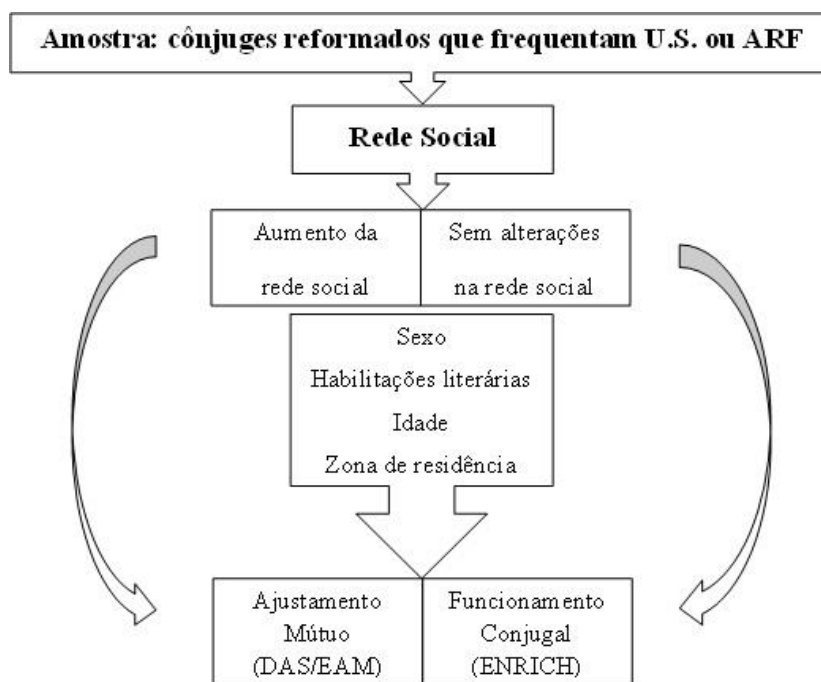 Amostra: cônjuges reformados que frequentam U.S. ou ARF
Rede Social
Aumento da
rede social
Sem alterações
na rede social
Sexo
Habilitações literárias
Idade
Zona de residência
Ajustamento
Mútuo
(DAS/EAM)
Funcionamento
Conjugal
(ENRICH)